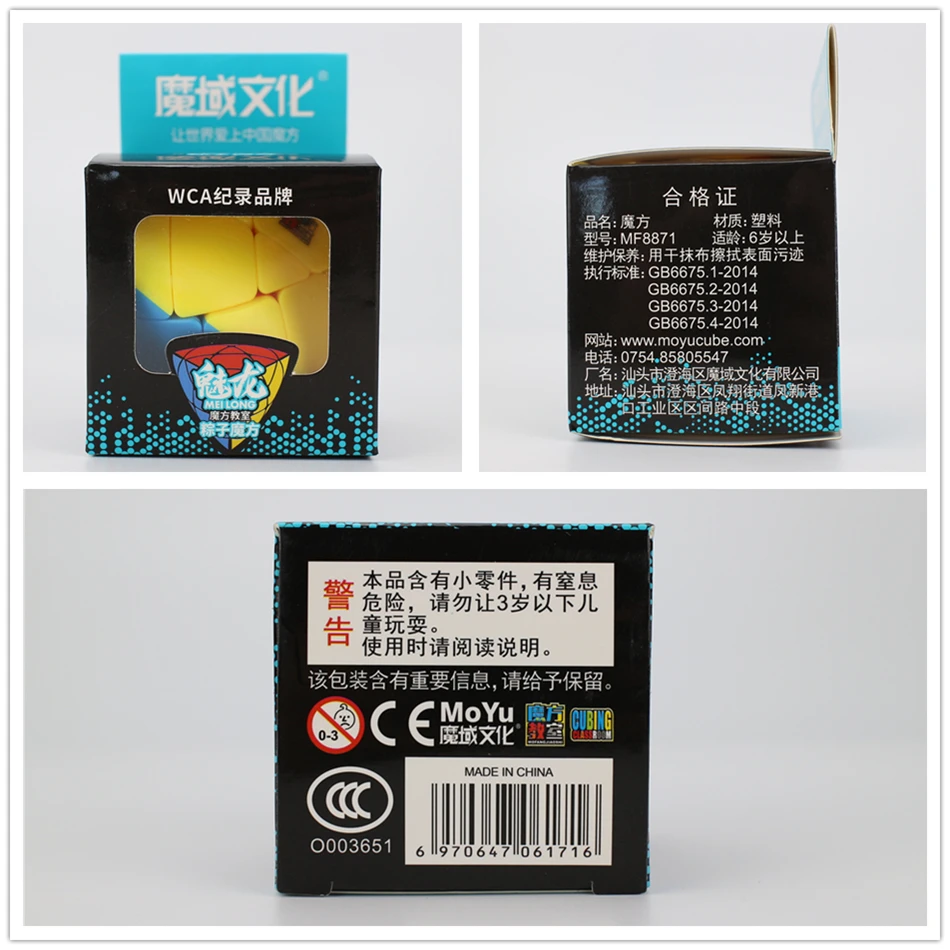 魔域文化®
让世界爱上中国魔方
WCA纪录品牌
魅龙
MEILONG
魔方教室
粽子魔方
合格证
品名：魔方 材质：塑料
型号：MF8871 适龄：6岁以上
维护保养：用干抹布擦拭表面污迹
执行标准：GB6675.1-2014
GB6675.2-2014
GB6675.3-2014
GB6675.4-2014
网站：www.moyucube.com
电话：0754.85805547
厂名：汕头市澄海区魔域文化有限公司
地址：汕头市澄海区凤翔街道凤新港
口工业区区间路中段
警告
本品含有小零件，有窒息
危险，请勿让3岁以下儿
童玩耍。
使用时请阅读说明。
该包装含有重要信息，请给予保留。
0-3
CE
MoYu
魔域文化®
魔方
教室
MOFANGJIAOSHI
CUBING
CLASSROOM
CCC
O003651
MADE IN CHINA
6 970647 061716